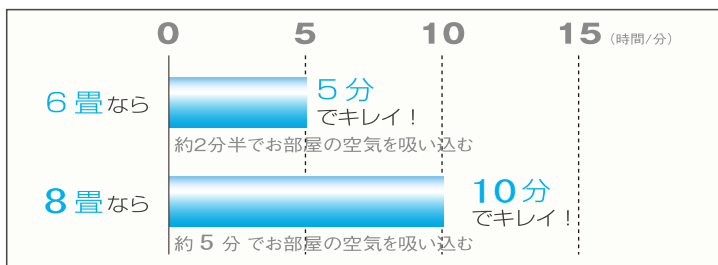 0 5 10 15 (時間/分)
6畳なら
5分
でキレイ!
約2分半でお部屋の空気を吸い込む
8畳なら
10分
でキレイ!
約5分でお部屋の空気を吸い込む